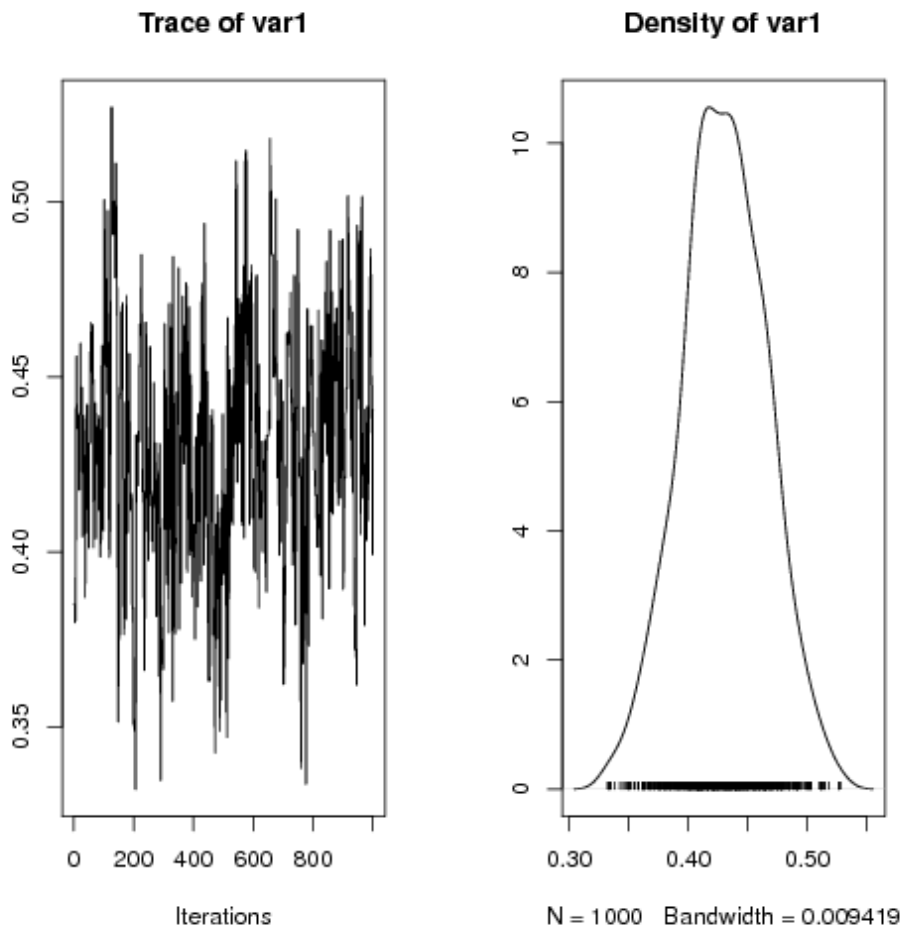 Trace of var1
0.50
0.45
0.40
0.35
0 200 400 600 800
Iterations
Density of var1
10
8
6
4
2
0
0.30 0.40 0.50
N = 1000 Bandwidth = 0.009419